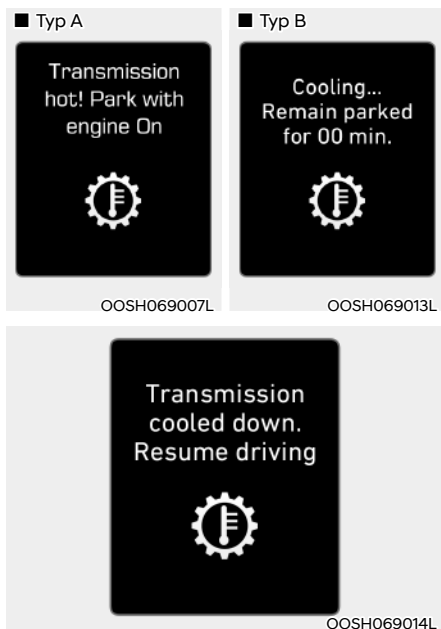 ■ Typ A
Transmission
hot! Park with
engine On
OOSH069007L
■ Typ B
Cooling...
Remain parked
for 00 min.
OOSH069013L
Transmission
cooled down.
Resume driving
OOSH069014L